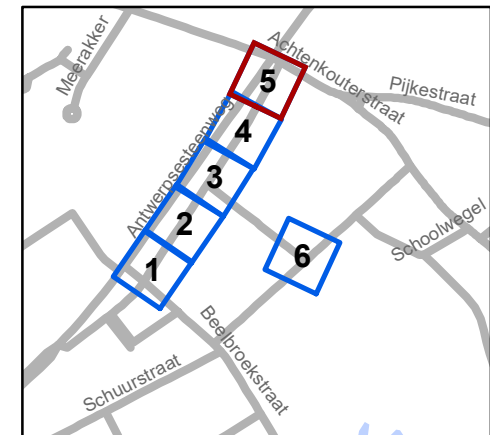 Meerakker
Achtenkouterstraat
Pijkestraat
Antwerpsesteenweg
5
4
3
2
1
6
Schoolwegel
Beelbroekstraat
Schuurstraat